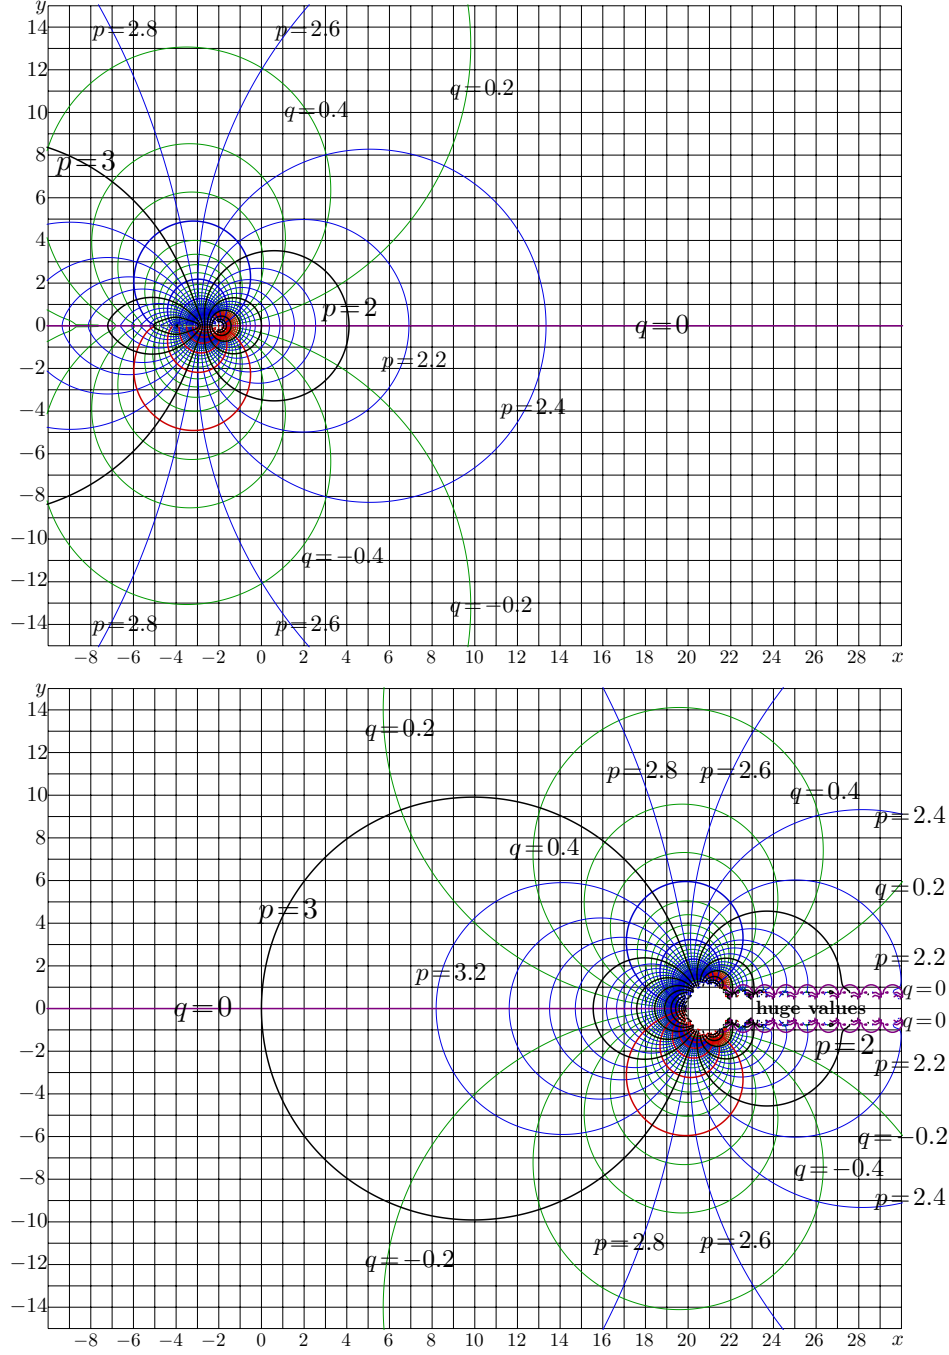 y
14
p=2.8
p=2.6
12
q=0.2
10
q=0.4
8
p=3
6
4
2
p=2
0
q=0
−2
p=2.2
−4
p=2.4
−6
−8
−10
q=−0.4
−12
q=−0.2
−14
p=2.8
p=2.6
−8 −6 −4 −2 0 2 4 6 8 10 12 14 16 18 20 22 24 26 28 x
y
14
q=0.2
12
p=2.8 p=2.6
10
q=0.4
p=2.4
8
q=0.4
6
q=0.2
p=3
4
2
p=3.2
p=2.2
q=0
0
q=0
huge values
q=0
−2
p=2
p=2.2
−4
−6
q=−0.2
−8
q=−0.4
p=2.4
−10
p=2.8 p=2.6
−12
q=−0.2
−14
−8 −6 −4 −2 0 2 4 6 8 10 12 14 16 18 20 22 24 26 28 x